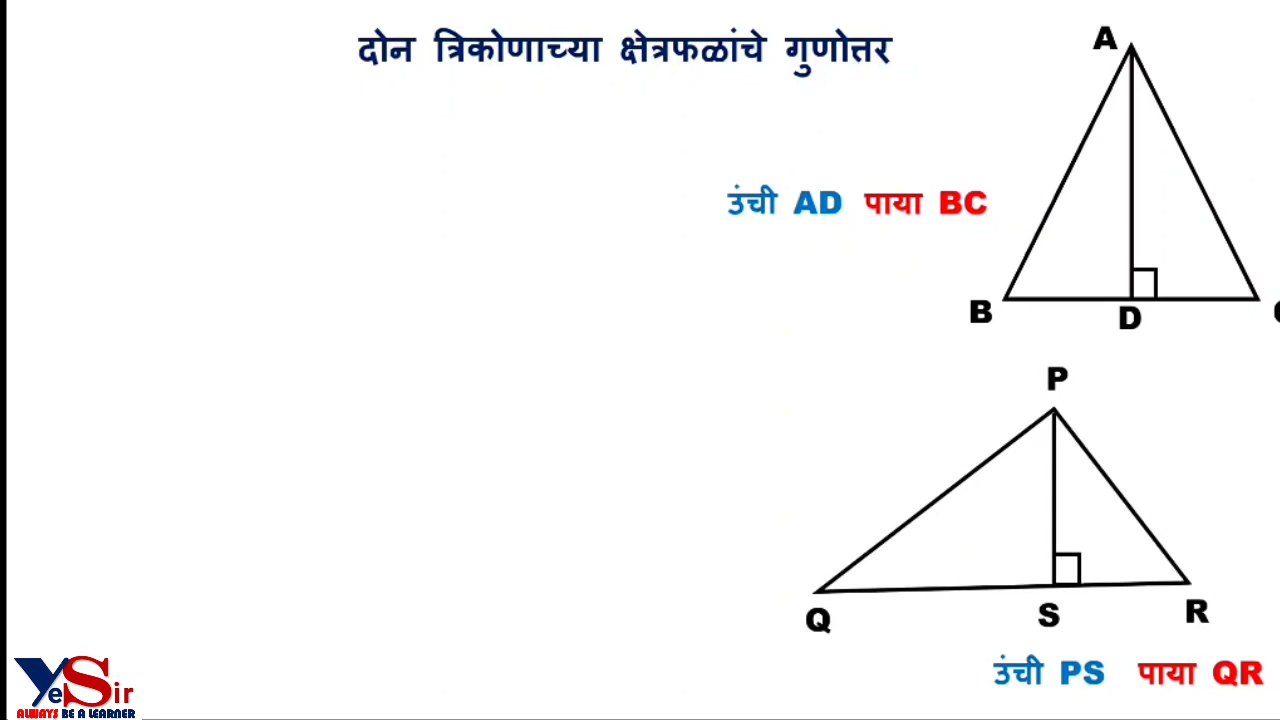 दोन त्रिकोणाच्या क्षेत्रफळांचे गुणोत्तर
A
उंची AD पाया BC
B
D
C
P
Q
S
R
उंची PS पाया QR
YeSir
ALWAYS BE A LEARNER